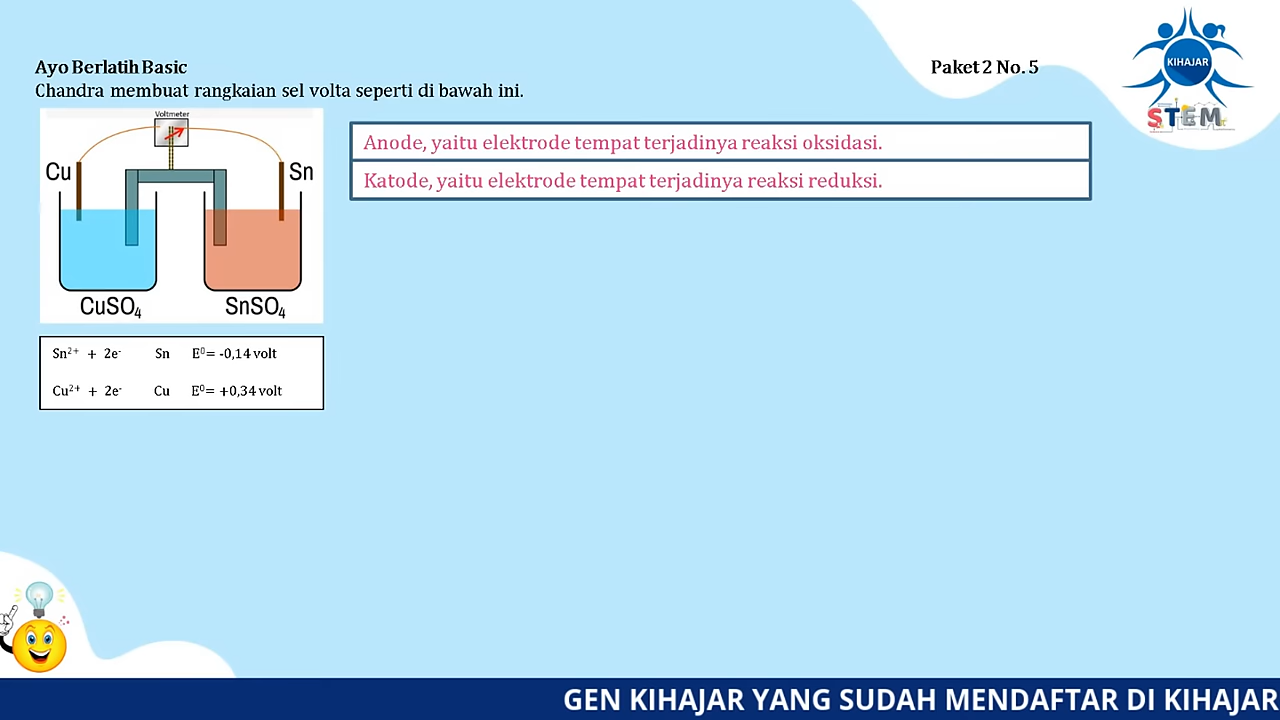 Ayo Berlatih Basic
Paket 2 No. 5
Chandra membuat rangkaian sel volta seperti di bawah ini.
KIHAJAR
STEM
Voltmeter
Cu
Sn
CuSO₄
SnSO₄
Anode, yaitu elektrode tempat terjadinya reaksi oksidasi.
Katode, yaitu elektrode tempat terjadinya reaksi reduksi.
Sn²⁺ + 2e⁻ Sn E⁰= -0,14 volt
Cu²⁺ + 2e⁻ Cu E⁰= +0,34 volt
GEN KIHAJAR YANG SUDAH MENDAFTAR DI KIHAJAR